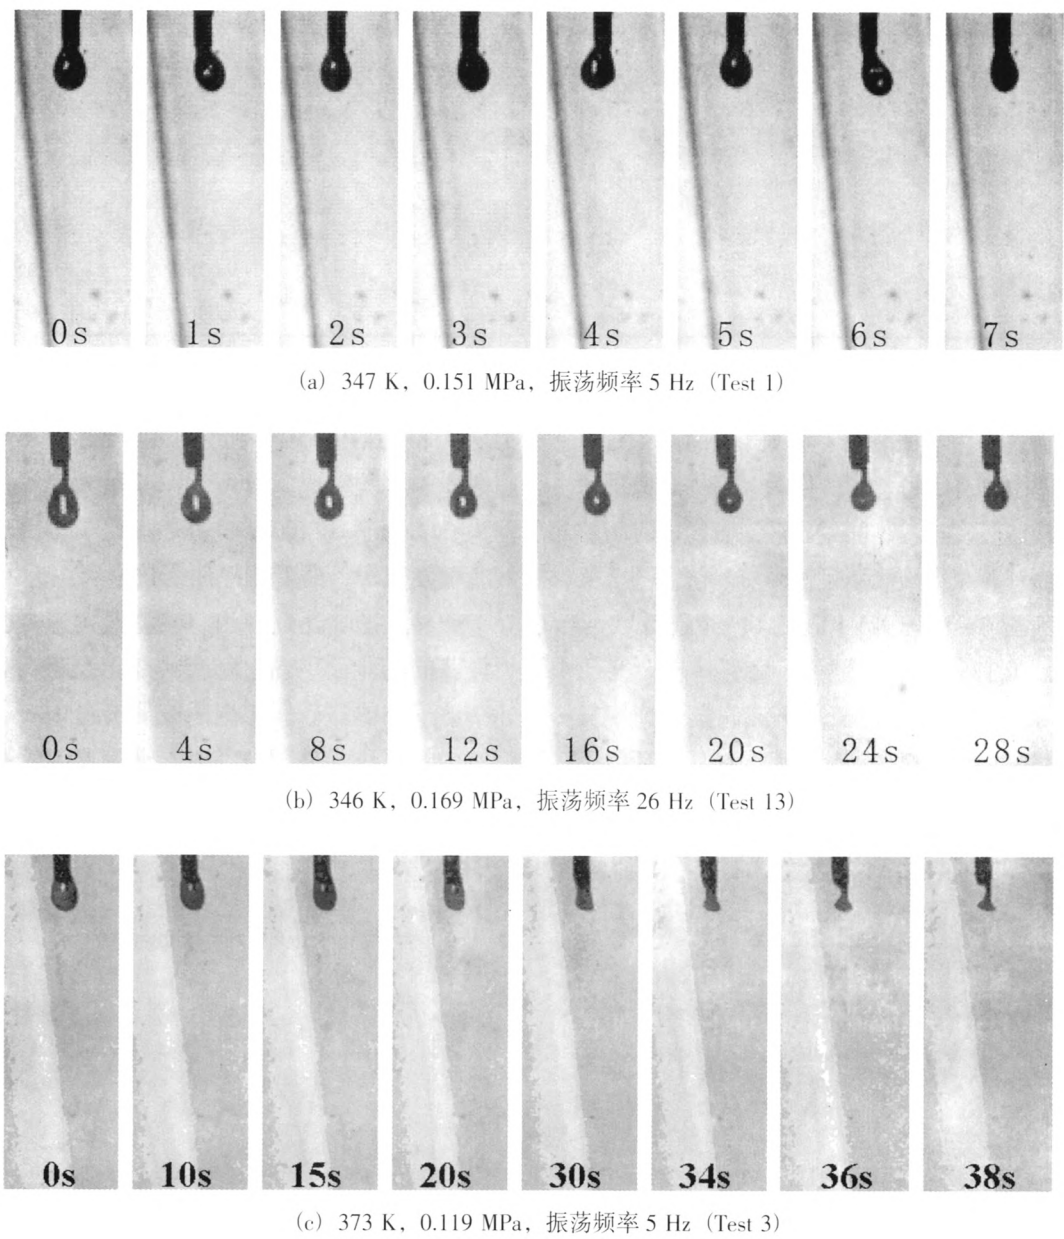 0s 1s 2s 3s 4s 5s 6s 7s
(a) 347 K, 0.151 MPa, 振荡频率 5 Hz (Test 1)
0s 4s 8s 12s 16s 20s 24s 28s
(b) 346 K, 0.169 MPa, 振荡频率 26 Hz (Test 13)
0s 10s 15s 20s 30s 34s 36s 38s
(c) 373 K, 0.119 MPa, 振荡频率 5 Hz (Test 3)